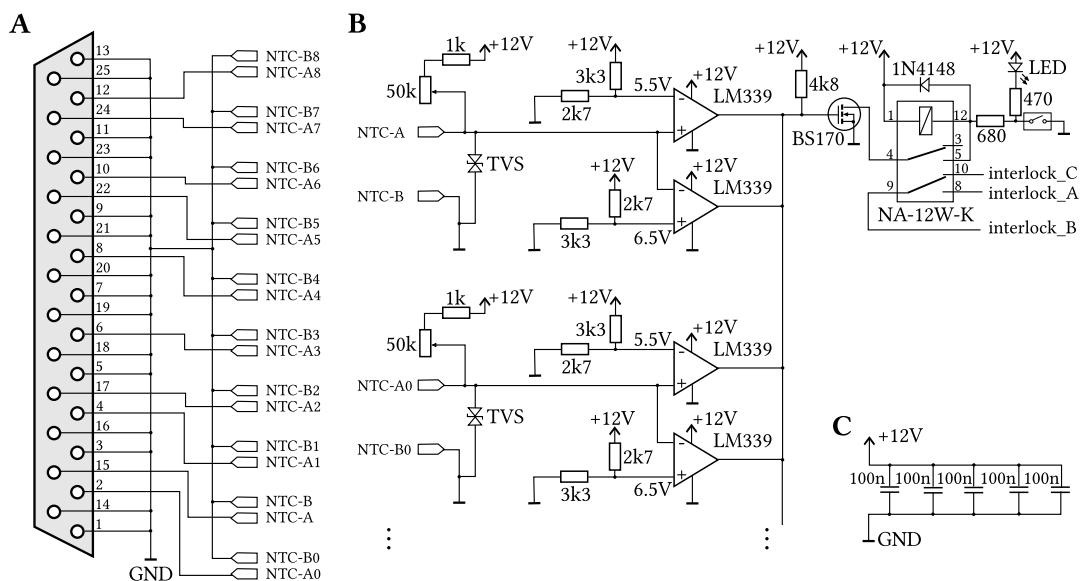 A
13
25
12
24
11
23
10
22
9
21
8
20
7
19
6
18
5
17
4
16
3
15
2
14
1
GND
NTC-B8
NTC-A8
NTC-B7
NTC-A7
NTC-B6
NTC-A6
NTC-B5
NTC-A5
NTC-B4
NTC-A4
NTC-B3
NTC-A3
NTC-B2
NTC-A2
NTC-B1
NTC-A1
NTC-B
NTC-A
NTC-B0
NTC-A0
B
1k
+12V
50k
NTC-A
TVS
NTC-B
+12V
3k3
2k7
5.5V
+12V
LM339
-
+
+12V
2k7
3k3
6.5V
+12V
LM339
-
+
+12V
4k8
BS170
+12V
1N4148
1
12
3
4
5
10
9
8
NA-12W-K
+12V
LED
470
680
interlock_C
interlock_A
interlock_B
1k
+12V
50k
NTC-A0
TVS
NTC-B0
+12V
3k3
2k7
5.5V
+12V
LM339
-
+
+12V
2k7
3k3
6.5V
+12V
LM339
-
+
C
+12V
100n 100n 100n 100n 100n
GND